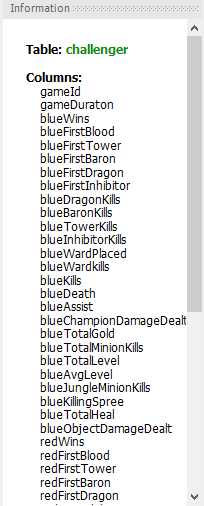 Information
Table: challenger
Columns:
gameId
gameDuraton
blueWins
blueFirstBlood
blueFirstTower
blueFirstBaron
blueFirstDragon
blueFirstInhibitor
blueDragonKills
blueBaronKills
blueTowerKills
blueInhibitorKills
blueWardPlaced
blueWardkills
blueKills
blueDeath
blueAssist
blueChampionDamageDealt
blueTotalGold
blueTotalMinionKills
blueTotalLevel
blueAvgLevel
blueJungleMinionKills
blueKillingSpree
blueTotalHeal
blueObjectDamageDealt
redWins
redFirstBlood
redFirstTower
redFirstBaron
redFirstDragon